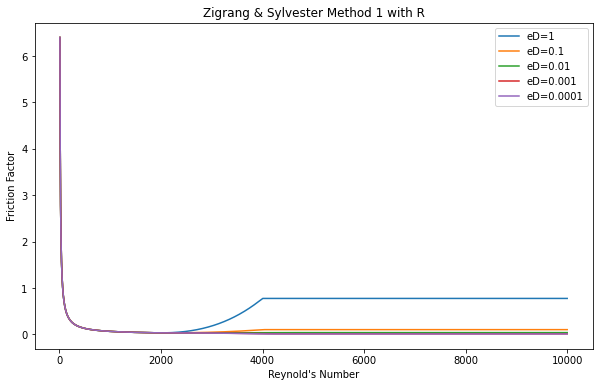 Zigrang & Sylvester Method 1 with R
eD=1
eD=0.1
eD=0.01
eD=0.001
eD=0.0001
Friction Factor
6
5
4
3
2
1
0
0 2000 4000 6000 8000 10000
Reynold's Number